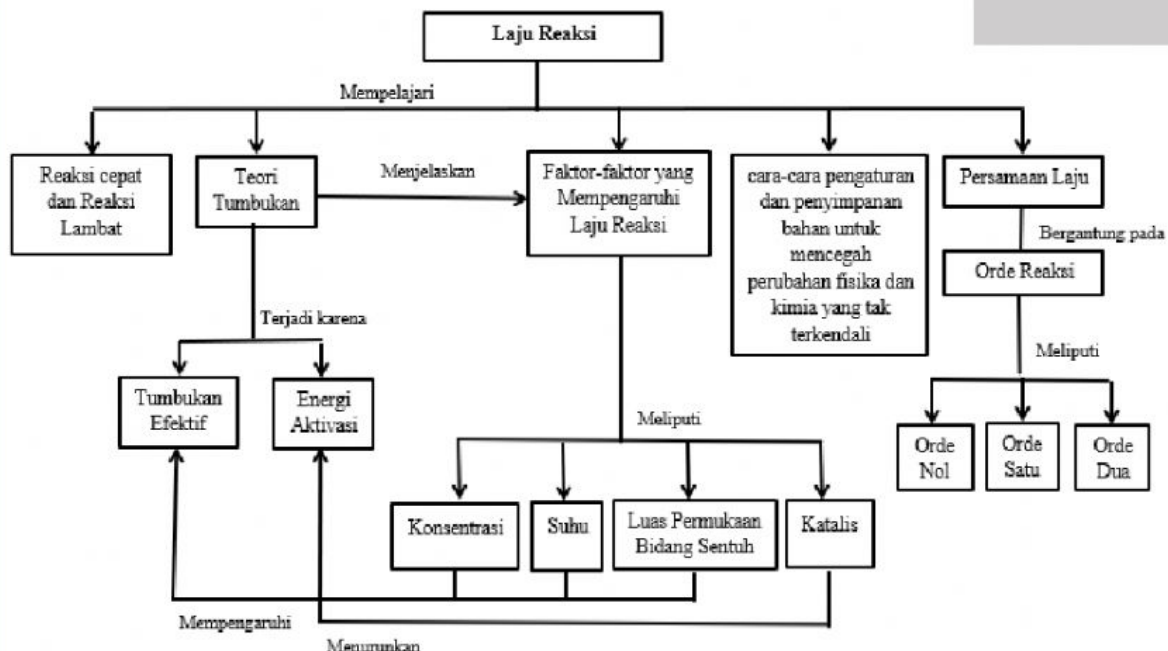 Laju Reaksi
Mempelajari
Reaksi cepat
dan Reaksi
Lambat
Teori
Tumbukan
Menjelaskan
Faktor-faktor yang
Mempengaruhi
Laju Reaksi
cara-cara pengaturan
dan penyimpanan
bahan untuk
mencegah
perubahan fisika dan
kimia yang tak
terkendali
Persamaan Laju
Bergantung pada
Orde Reaksi
Terjadi karena
Meliputi
Tumbukan
Efektif
Energi
Aktivasi
Meliputi
Orde
Nol
Orde
Satu
Orde
Dua
Konsentrasi
Suhu
Luas Permukaan
Bidang Sentuh
Katalis
Mempengaruhi
Menurunkan